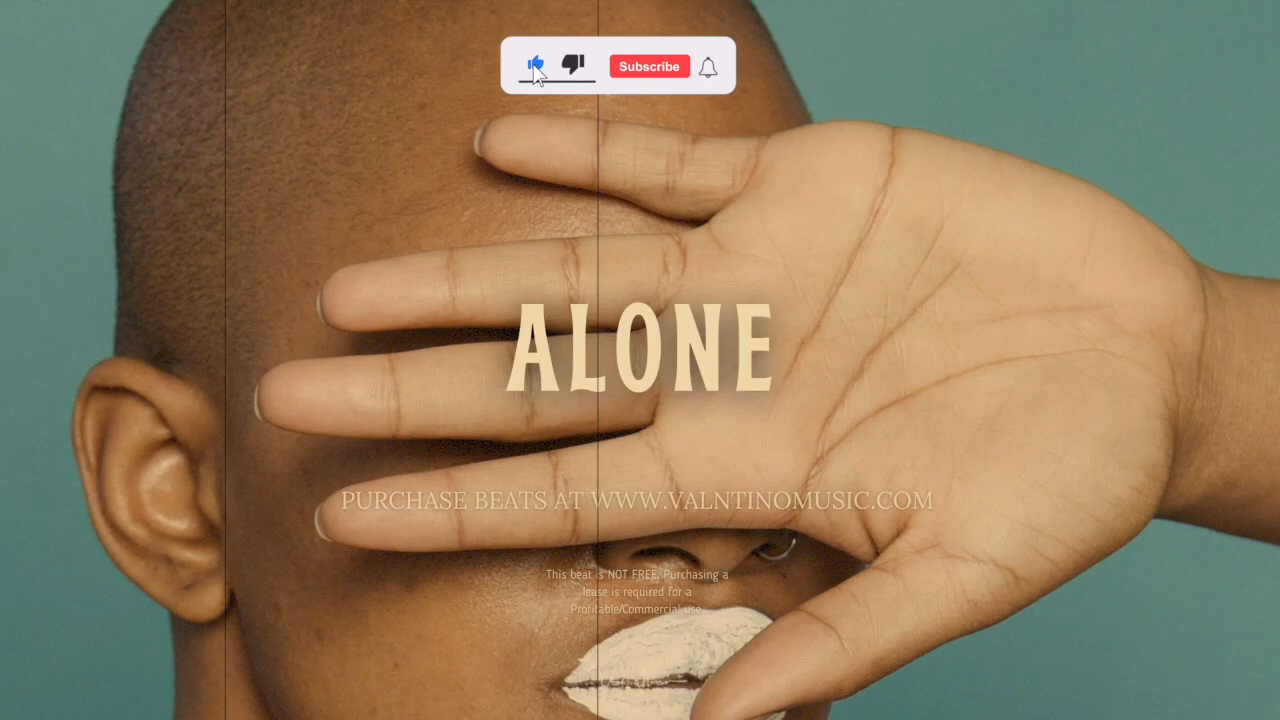 Subscribe
ALONE
PURCHASE BEATS AT WWW.VALNTINOMUSIC.COM
This beat is NOT FREE. Purchasing a
lease is required for a
Profitable/Commercial use